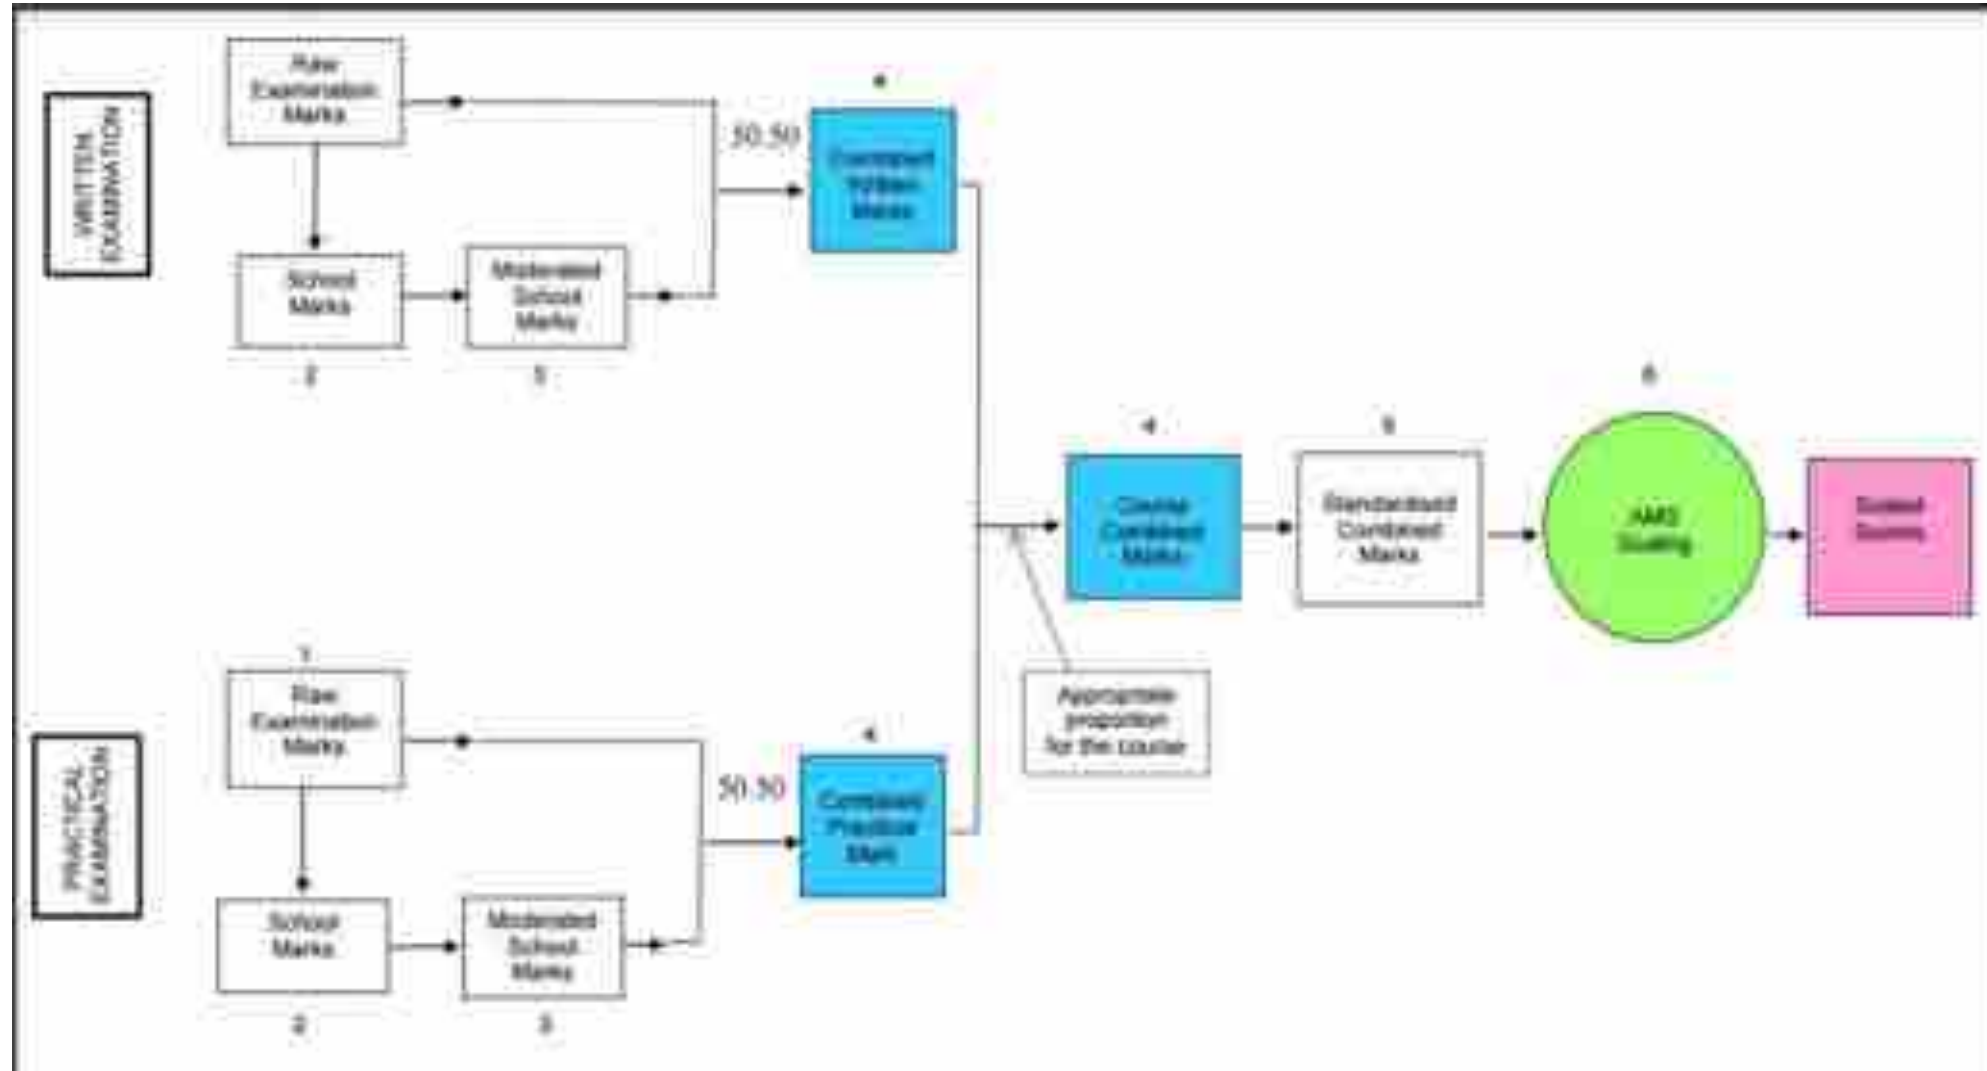 WRITTEN
EXAMINATION
Raw
Examination
Marks
School
Marks
2
Moderated
School
Marks
3
50.50
4
Combined
Written
Marks
PRACTICAL
EXAMINATION
1
Raw
Examination
Marks
School
Marks
2
Moderated
School
Marks
3
50.50
4
Combined
Practical
Mark
Appropriate
proportion
for the course
4
Course
Combined
Marks
5
Standardised
Combined
Marks
6
AMS
Scaling
Scaled
Scores